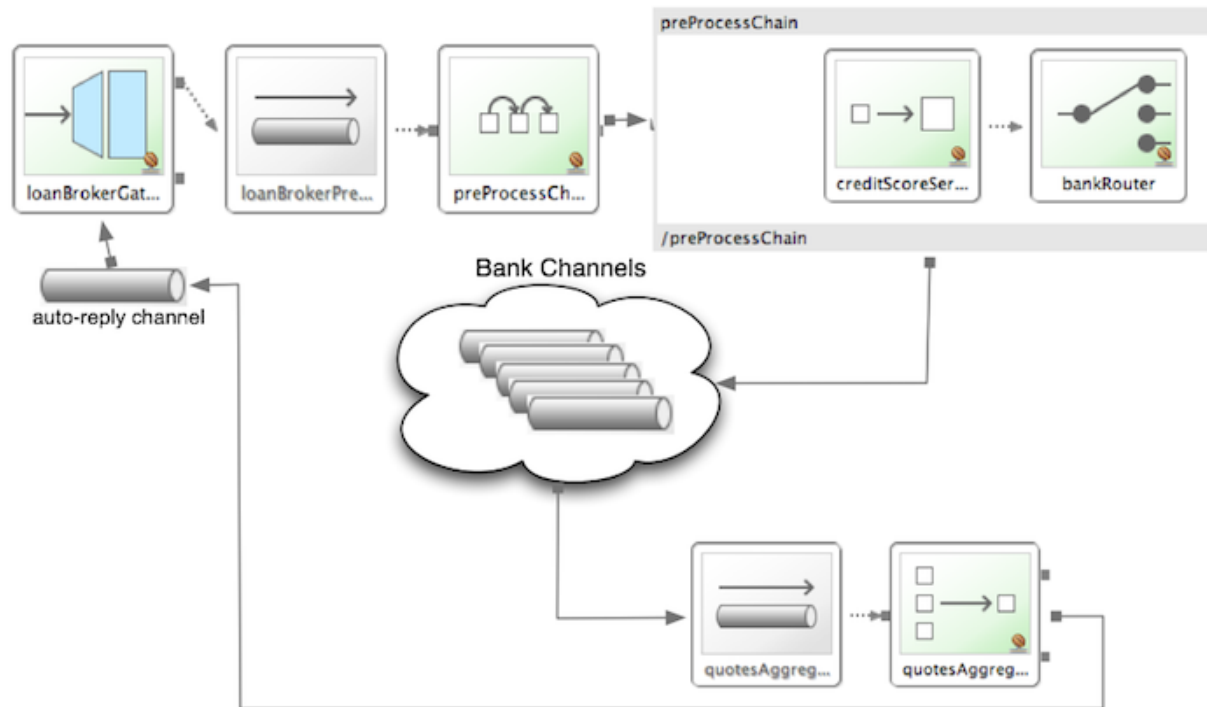 preProcessChain
loanBrokerGat...
loanBrokerPre...
preProcessCh...
creditScoreSer...
bankRouter
/preProcessChain
Bank Channels
auto-reply channel
quotesAggreg...
quotesAggreg...